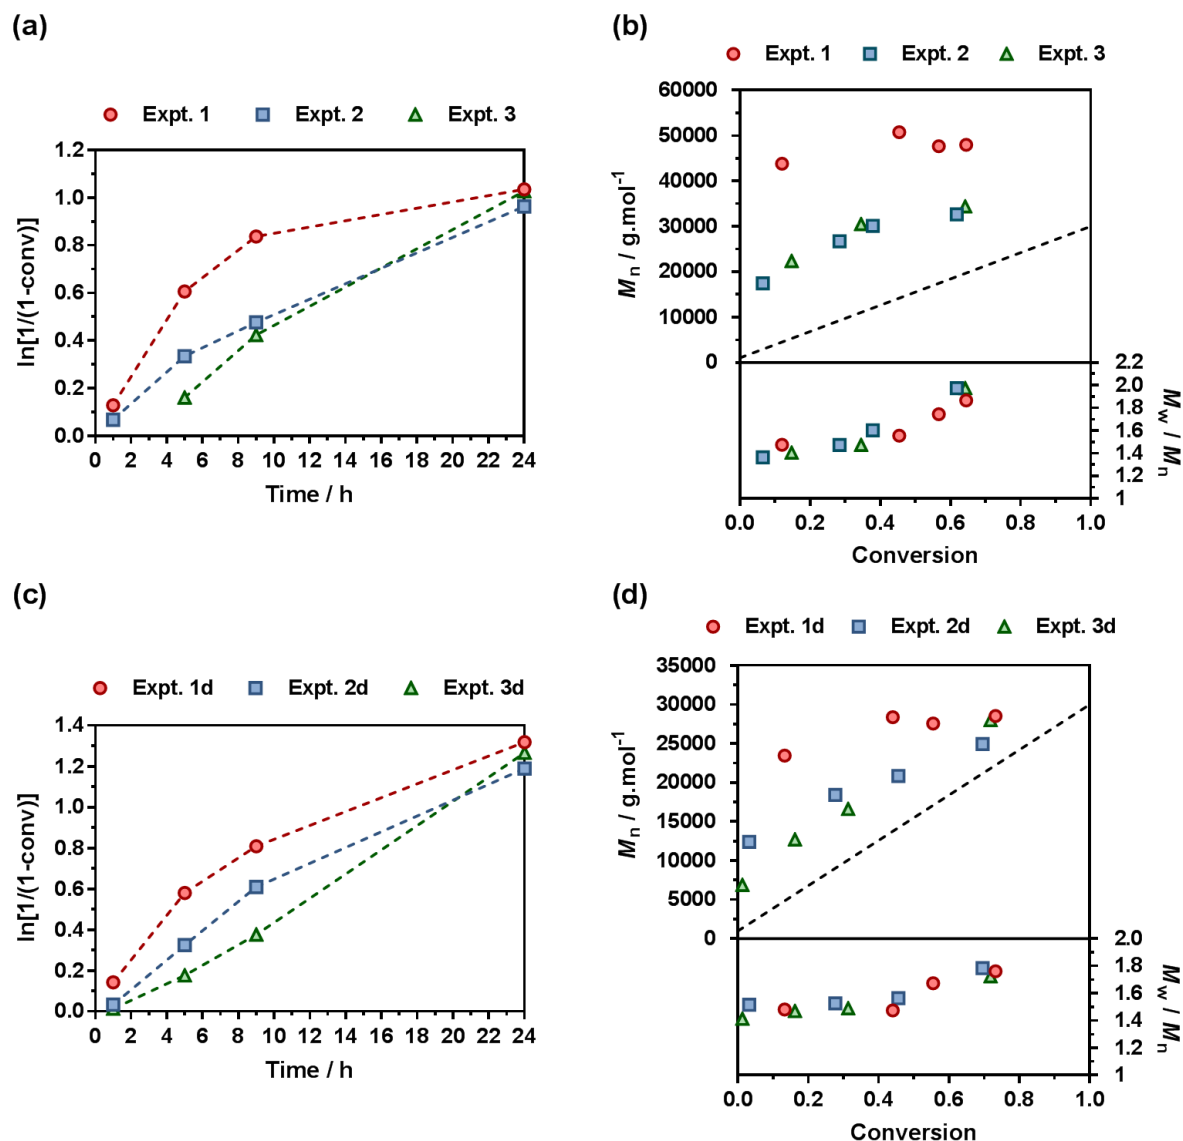 (a)
Expt. 1 Expt. 2 Expt. 3
ln[1/(1-conv)]
1.2
1.0
0.8
0.6
0.4
0.2
0.0
0 2 4 6 8 10 12 14 16 18 20 22 24
Time / h
(b)
Expt. 1 Expt. 2 Expt. 3
Mn / g.mol-1
60000
50000
40000
30000
20000
10000
0
2.2
2.0
1.8
1.6
1.4
1.2
1
Mw / Mn
0.0 0.2 0.4 0.6 0.8 1.0
Conversion
(c)
Expt. 1d Expt. 2d Expt. 3d
ln[1/(1-conv)]
1.4
1.2
1.0
0.8
0.6
0.4
0.2
0.0
0 2 4 6 8 10 12 14 16 18 20 22 24
Time / h
(d)
Expt. 1d Expt. 2d Expt. 3d
Mn / g.mol-1
35000
30000
25000
20000
15000
10000
5000
0
2.0
1.8
1.6
1.4
1.2
1
Mw / Mn
0.0 0.2 0.4 0.6 0.8 1.0
Conversion